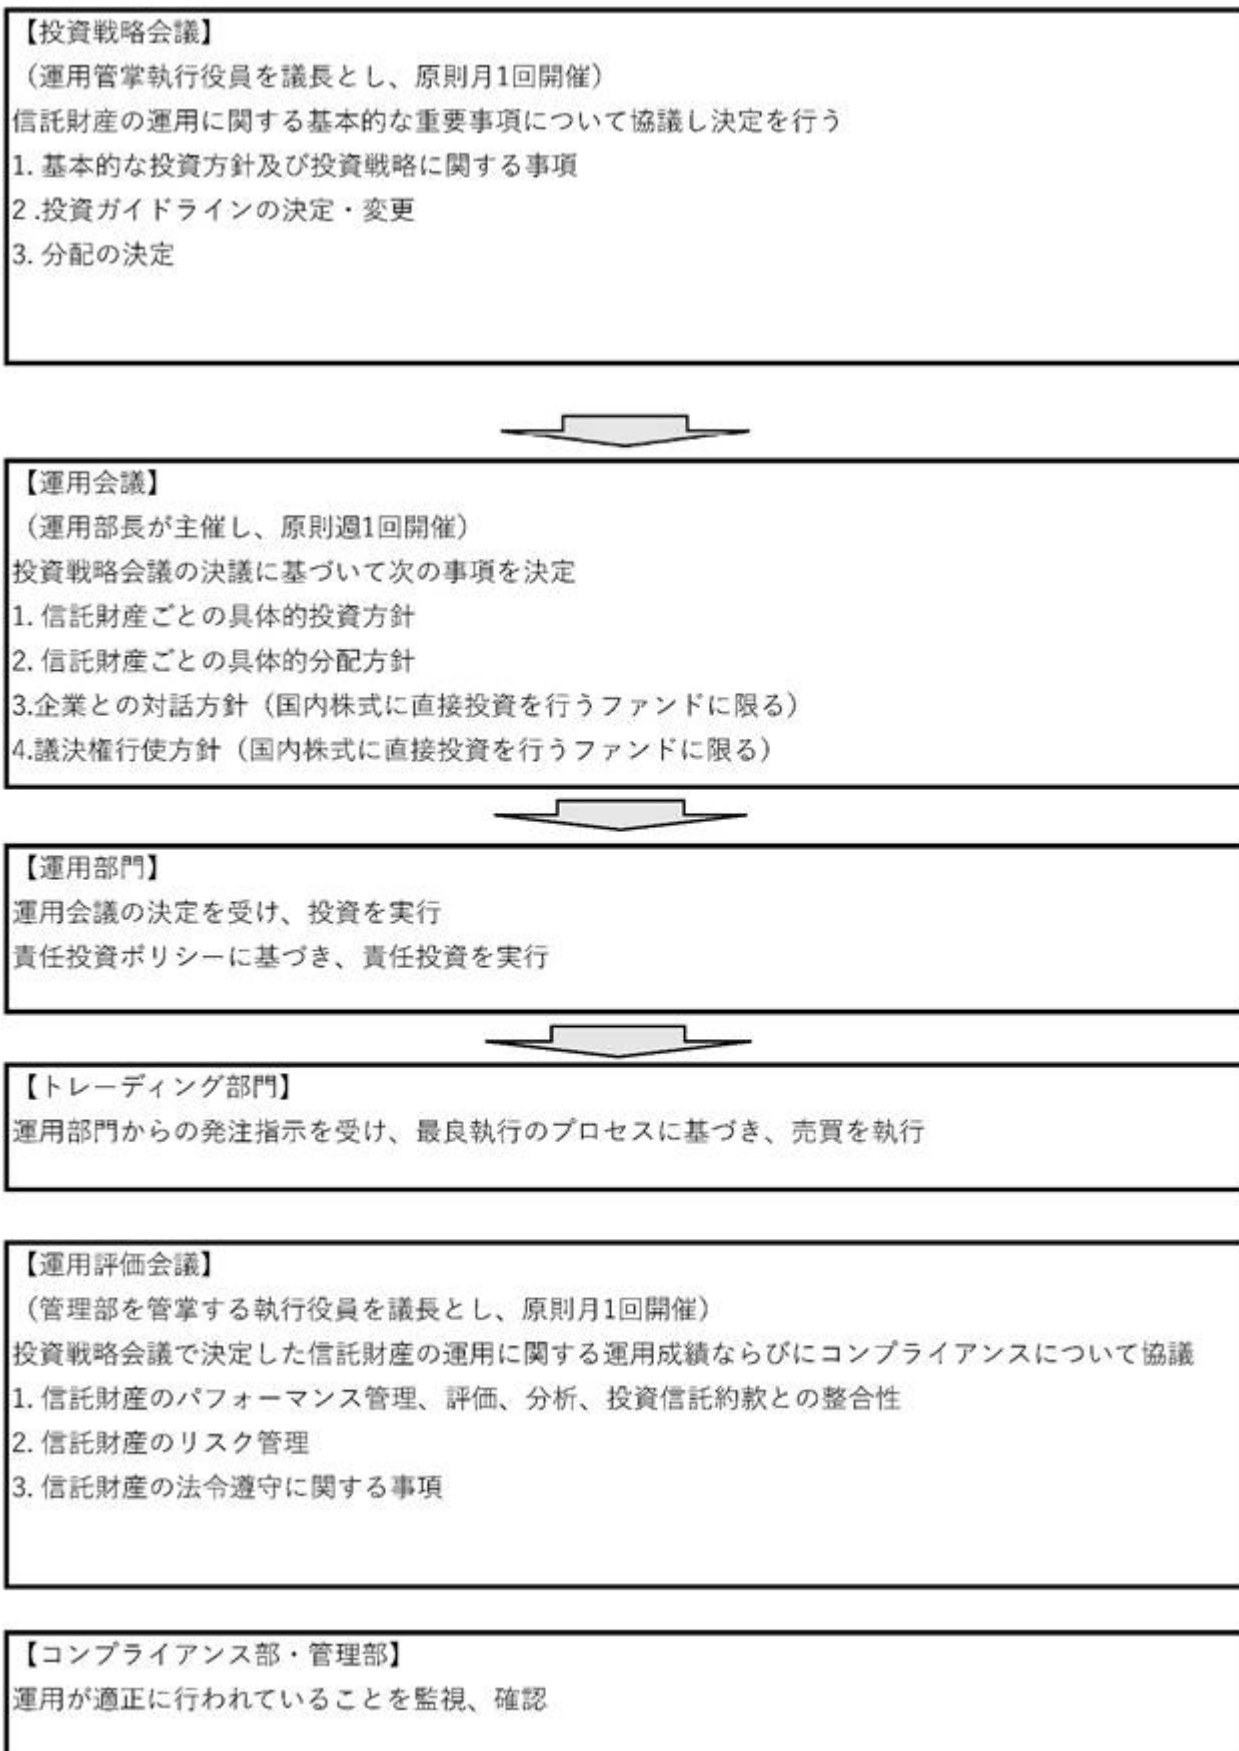 【投資戦略会議】
（運用管掌執行役員を議長とし、原則月1回開催）
信託財産の運用に関する基本的な重要事項について協議し決定を行う
1. 基本的な投資方針及び投資戦略に関する事項
2 .投資ガイドラインの決定・変更
3. 分配の決定
【運用会議】
（運用部長が主催し、原則週1回開催）
投資戦略会議の決議に基づいて次の事項を決定
1. 信託財産ごとの具体的投資方針
2. 信託財産ごとの具体的分配方針
3.企業との対話方針（国内株式に直接投資を行うファンドに限る）
4.議決権行使方針（国内株式に直接投資を行うファンドに限る）
【運用部門】
運用会議の決定を受け、投資を実行
責任投資ポリシーに基づき、責任投資を実行
【トレーディング部門】
運用部門からの発注指示を受け、最良執行のプロセスに基づき、売買を執行
【運用評価会議】
（管理部を管掌する執行役員を議長とし、原則月1回開催）
投資戦略会議で決定した信託財産の運用に関する運用成績ならびにコンプライアンスについて協議
1. 信託財産のパフォーマンス管理、評価、分析、投資信託約款との整合性
2. 信託財産のリスク管理
3. 信託財産の法令遵守に関する事項
【コンプライアンス部・管理部】
運用が適正に行われていることを監視、確認